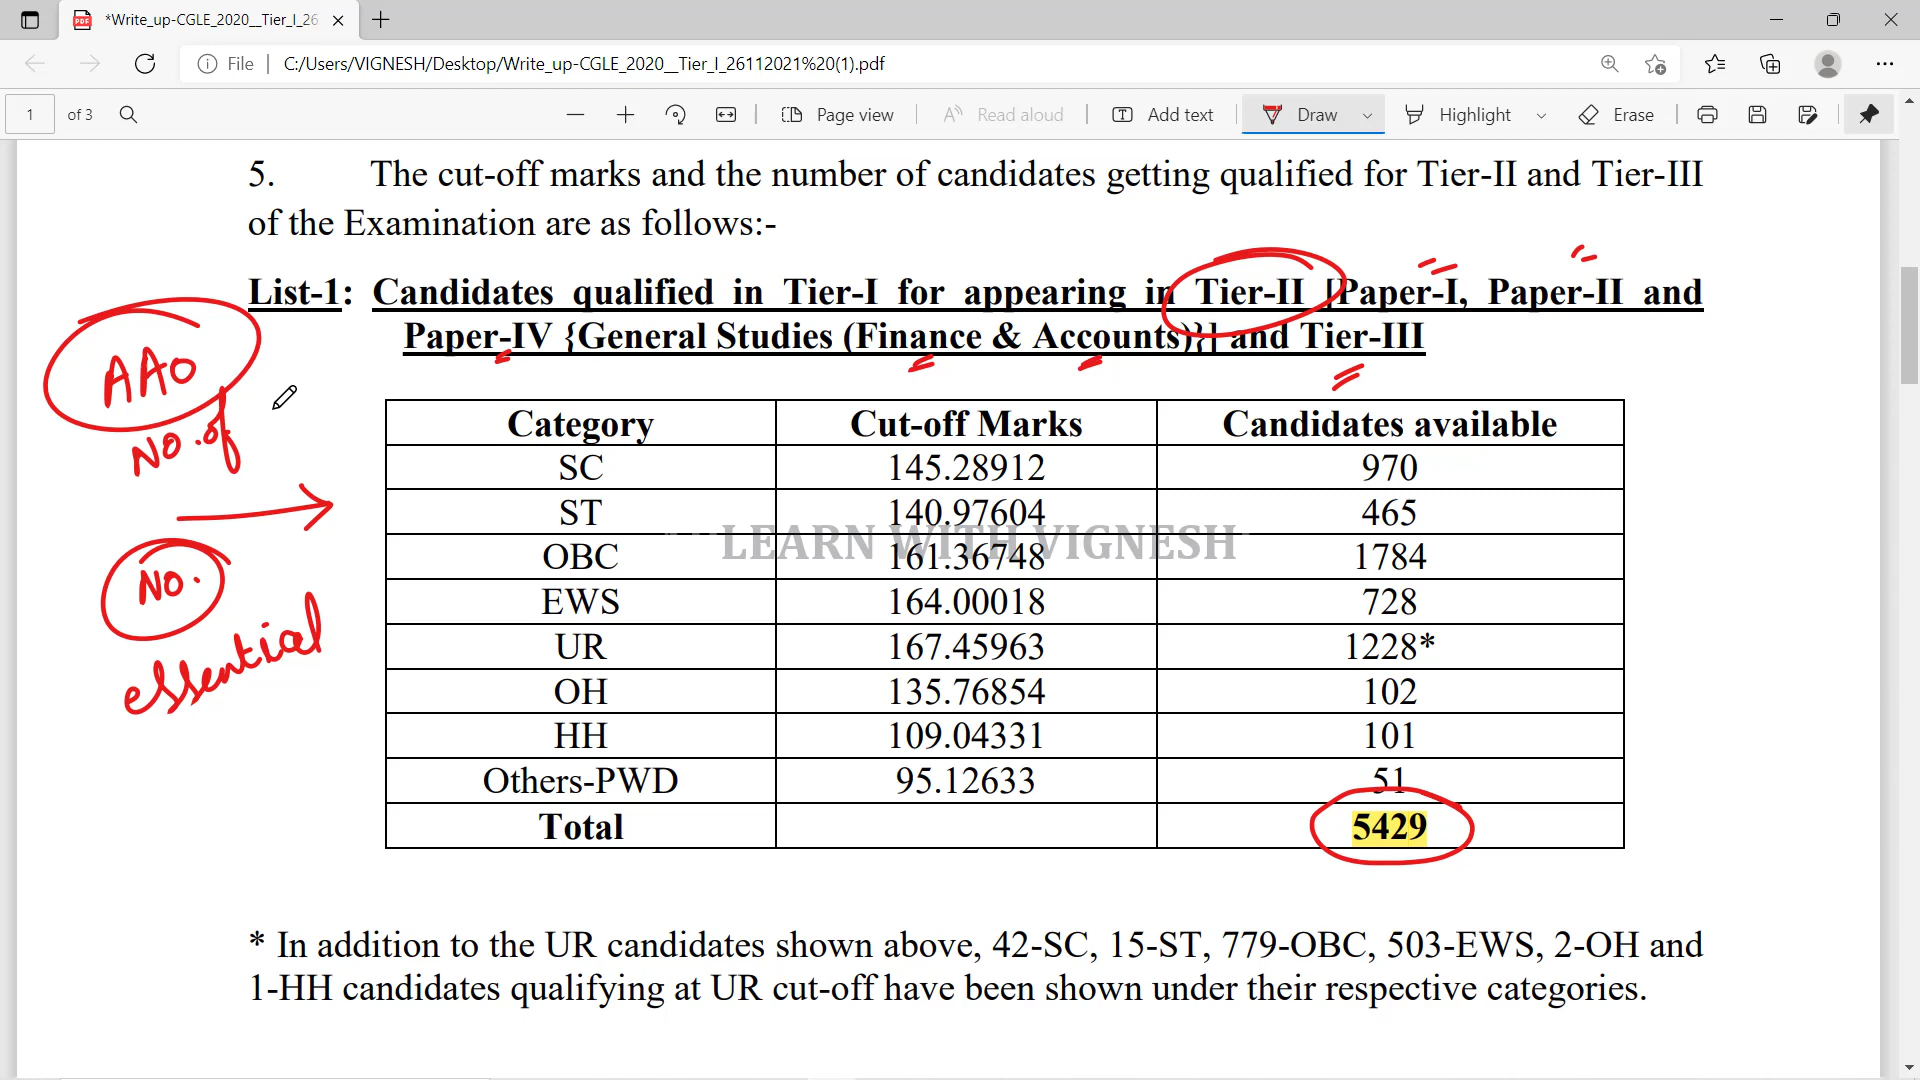 *Write_up-CGLE_2020__Tier_I_26
File
C:/Users/VIGNESH/Desktop/Write_up-CGLE_2020__Tier_I_26112021%20(1).pdf
1 of 3
Page view
Read aloud
Add text
Draw
Highlight
Erase
5. The cut-off marks and the number of candidates getting qualified for Tier-II and Tier-III
of the Examination are as follows:-
List-1: Candidates qualified in Tier-I for appearing in Tier-II [Paper-I, Paper-II and
Paper-IV {General Studies (Finance & Accounts)}] and Tier-III
AAO
No. of
No.
essential
Category Cut-off Marks Candidates available
SC 145.28912 970
ST 140.97604 465
LEARN WITH VIGNESH
OBC 161.36748 1784
EWS 164.00018 728
UR 167.45963 1228*
OH 135.76854 102
HH 109.04331 101
Others-PWD 95.12633 51
Total 5429
* In addition to the UR candidates shown above, 42-SC, 15-ST, 779-OBC, 503-EWS, 2-OH and
1-HH candidates qualifying at UR cut-off have been shown under their respective categories.